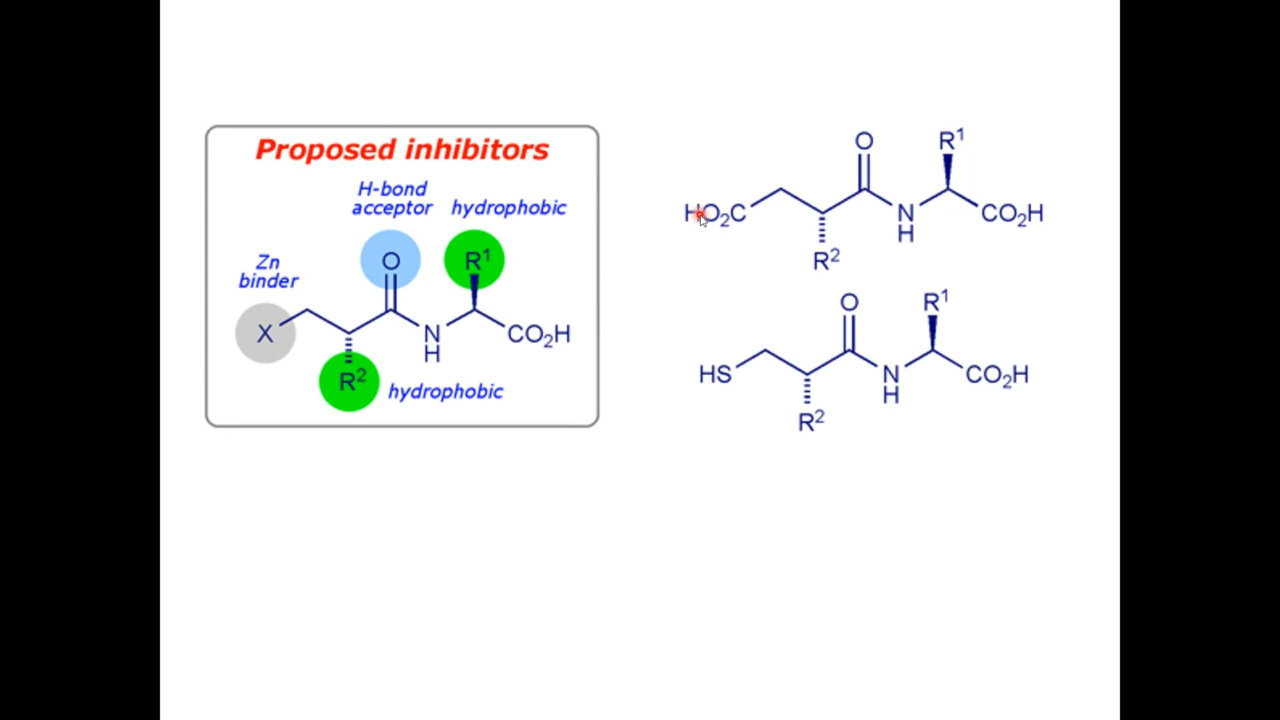 Proposed inhibitors
H-bond
acceptor
hydrophobic
Zn
binder
O
R¹
X
N
H
CO₂H
R²
hydrophobic
O
R¹
HO₂C
N
H
CO₂H
R²
O
R¹
HS
N
H
CO₂H
R²